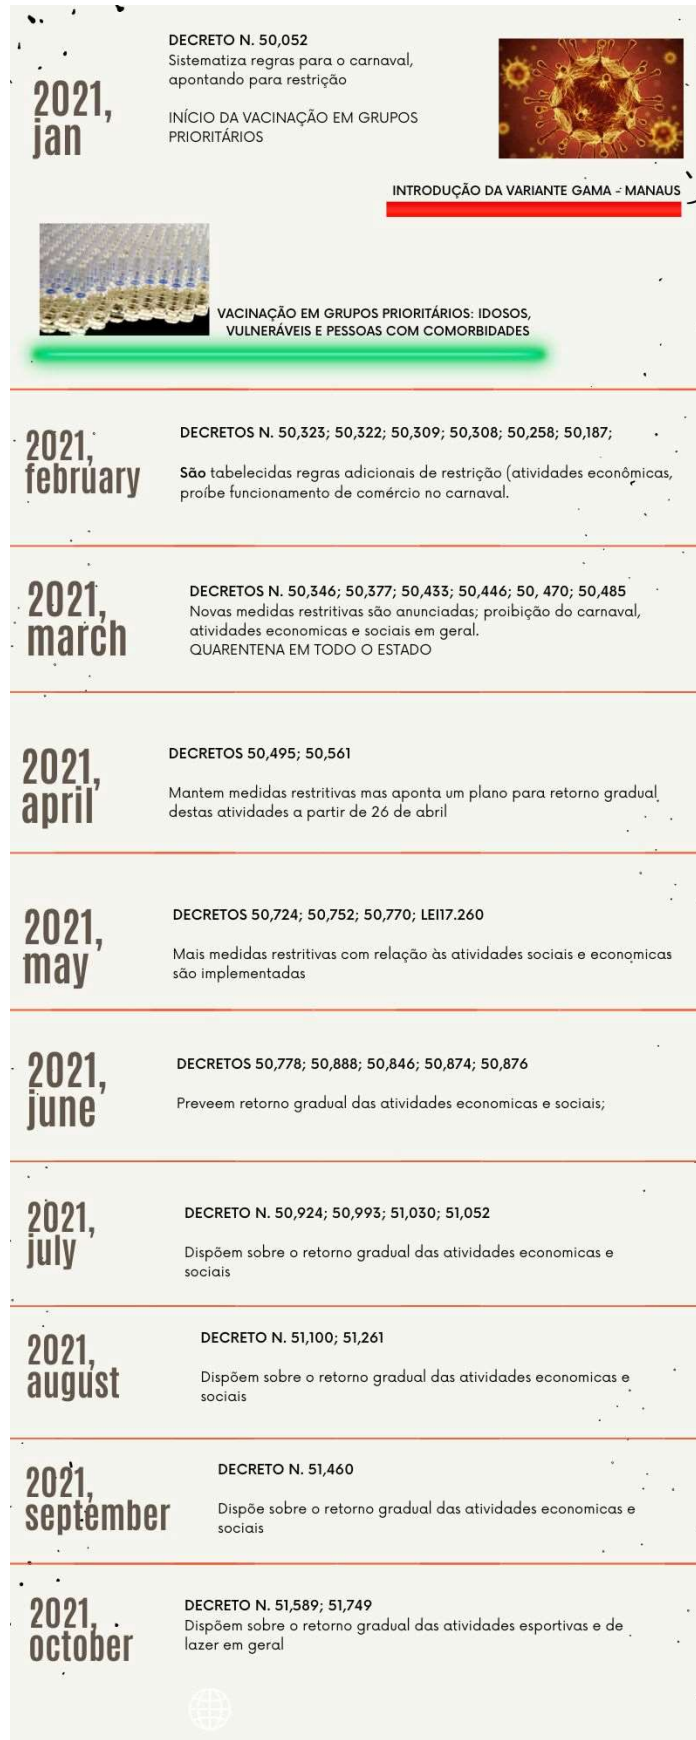 2021,
jan
DECRETO N. 50,052
Sistematiza regras para o carnaval,
apontando para restrição
INÍCIO DA VACINAÇÃO EM GRUPOS
PRIORITÁRIOS
INTRODUÇÃO DA VARIANTE GAMA - MANAUS
VACINAÇÃO EM GRUPOS PRIORITÁRIOS: IDOSOS,
VULNERÁVEIS E PESSOAS COM COMORBIDADES
2021,
february
DECRETOS N. 50,323; 50,322; 50,309; 50,308; 50,258; 50,187;
São tabelecidas regras adicionais de restrição (atividades econômicas,
proíbe funcionamento de comércio no carnaval.
2021,
march
DECRETOS N. 50,346; 50,377; 50,433; 50,446; 50, 470; 50,485
Novas medidas restritivas são anunciadas; proibição do carnaval,
atividades economicas e sociais em geral.
QUARENTENA EM TODO O ESTADO
2021,
april
DECRETOS 50,495; 50,561
Mantem medidas restritivas mas aponta um plano para retorno gradual
destas atividades a partir de 26 de abril
2021,
may
DECRETOS 50,724; 50,752; 50,770; LEI17.260
Mais medidas restritivas com relação às atividades sociais e economicas
são implementadas
2021,
june
DECRETOS 50,778; 50,888; 50,846; 50,874; 50,876
Preveem retorno gradual das atividades economicas e sociais;
2021,
july
DECRETO N. 50,924; 50,993; 51,030; 51,052
Dispõem sobre o retorno gradual das atividades economicas e
sociais
2021,
august
DECRETO N. 51,100; 51,261
Dispõem sobre o retorno gradual das atividades economicas e
sociais
2021,
september
DECRETO N. 51,460
Dispõe sobre o retorno gradual das atividades economicas e
sociais
2021,
october
DECRETO N. 51,589; 51,749
Dispõem sobre o retorno gradual das atividades esportivas e de
lazer em geral